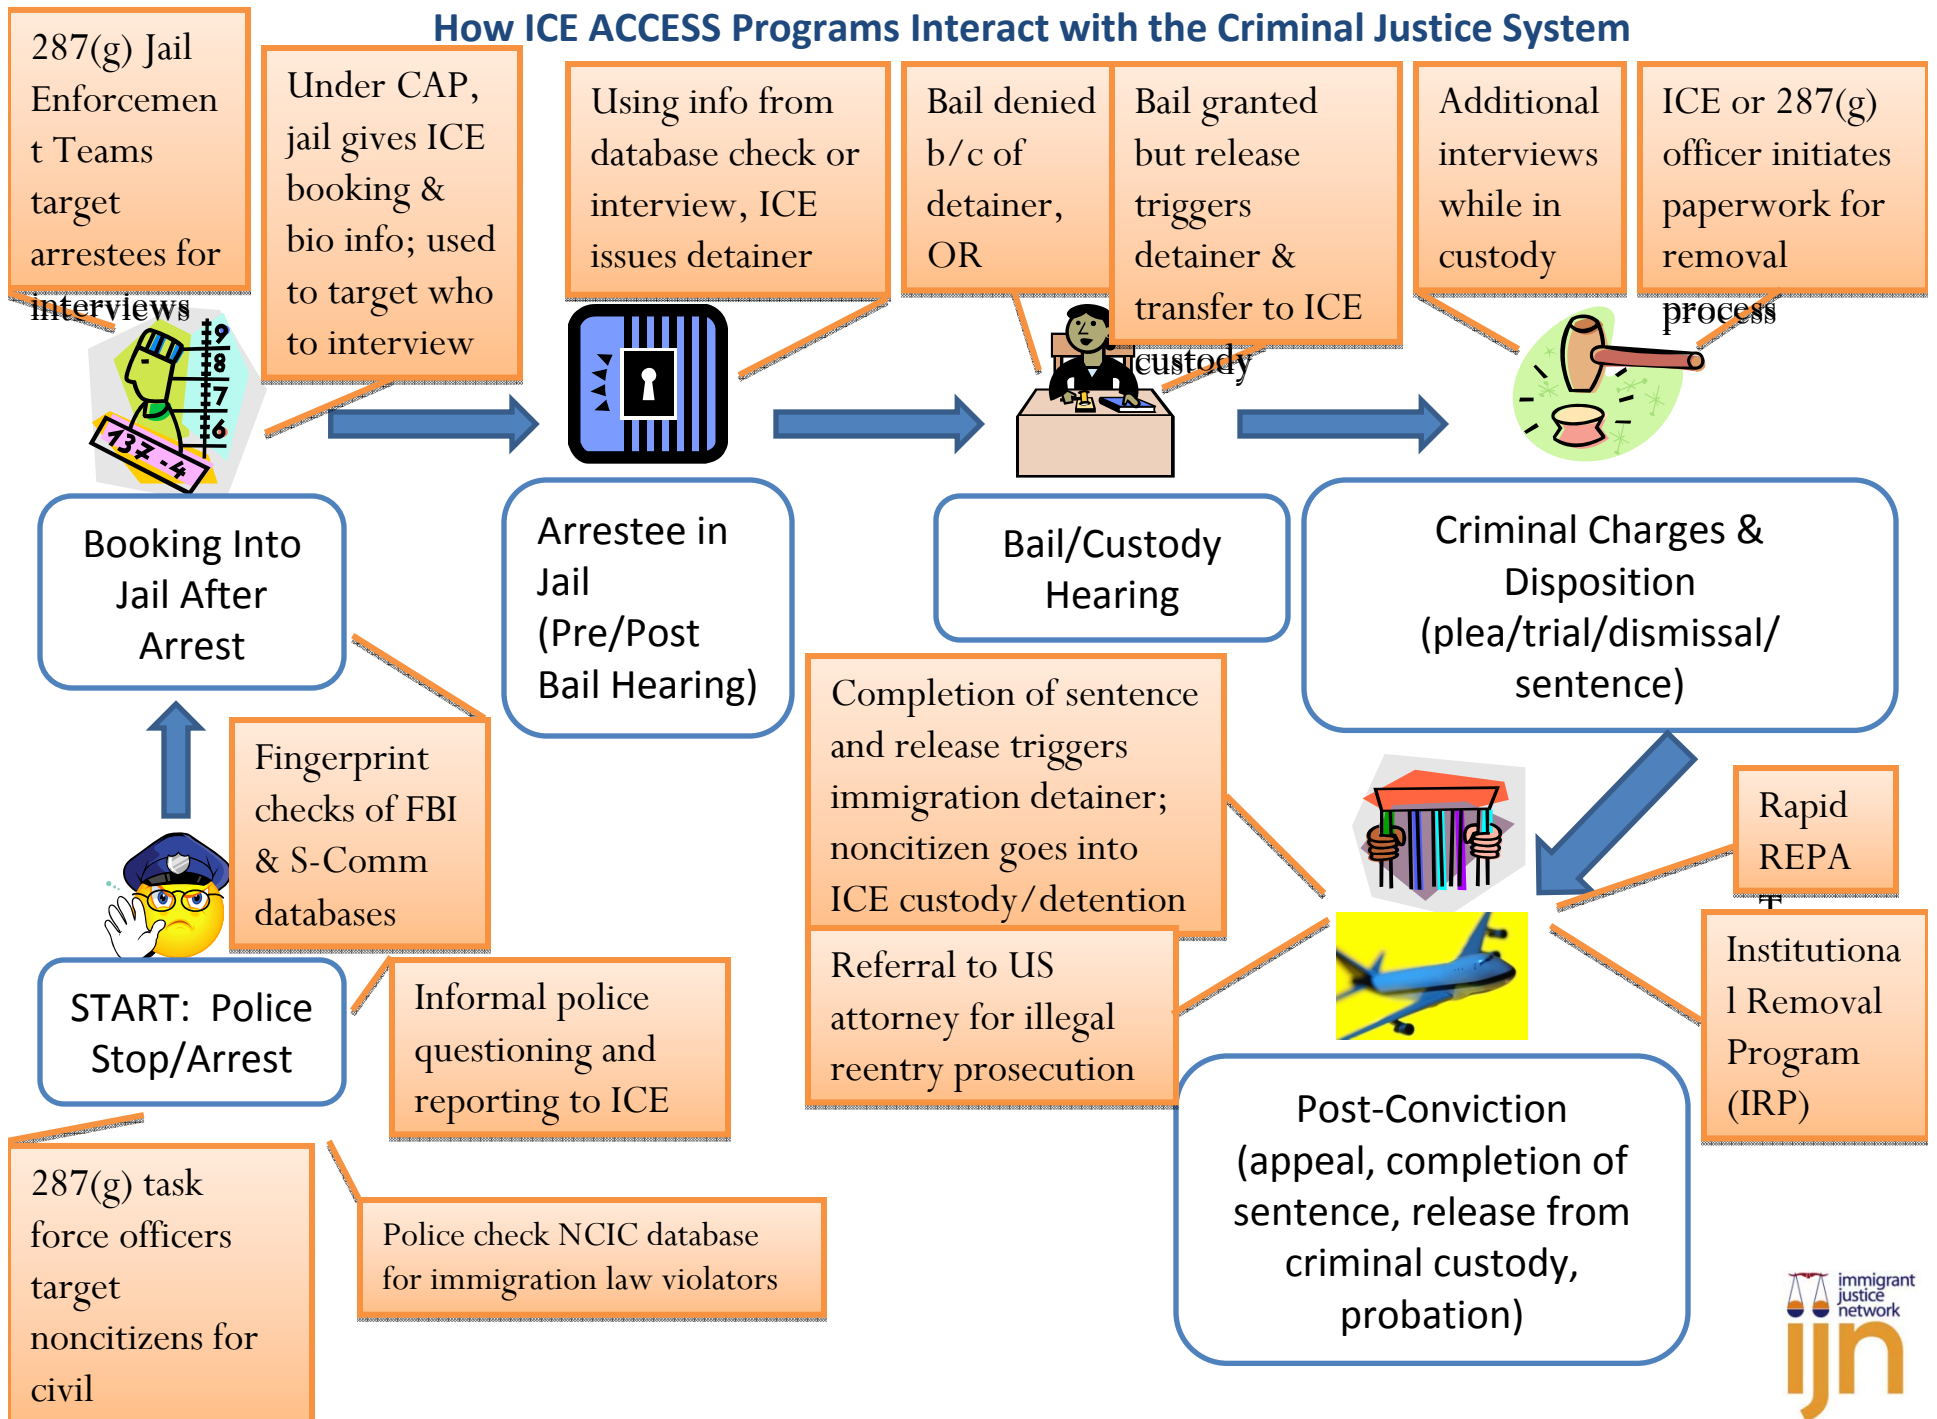 How ICE ACCESS Programs Interact with the Criminal Justice System
287(g) Jail
Enforcemen
t Teams
target
arrestees for
interviews
Under CAP,
jail gives ICE
booking &
bio info; used
to target who
to interview
Using info from
database check or
interview, ICE
issues detainer
Bail denied
b/c of
detainer,
OR
Bail granted
but release
triggers
detainer &
transfer to ICE
custody
Additional
interviews
while in
custody
ICE or 287(g)
officer initiates
paperwork for
removal
process
9
8
7
6
137-4
Booking Into
Jail After
Arrest
Arrestee in
Jail
(Pre/Post
Bail Hearing)
Bail/Custody
Hearing
Criminal Charges &
Disposition
(plea/trial/dismissal/
sentence)
Fingerprint
checks of FBI
& S-Comm
databases
Completion of sentence
and release triggers
immigration detainer;
noncitizen goes into
ICE custody/detention
Rapid
REPA
T
Referral to US
attorney for illegal
reentry prosecution
Institutiona
l Removal
Program
(IRP)
START:  Police
Stop/Arrest
Informal police
questioning and
reporting to ICE
Post-Conviction
(appeal, completion of
sentence, release from
criminal custody,
probation)
287(g) task
force officers
target
noncitizens for
civil
Police check NCIC database
for immigration law violators
immigrant
justice
network
ijn